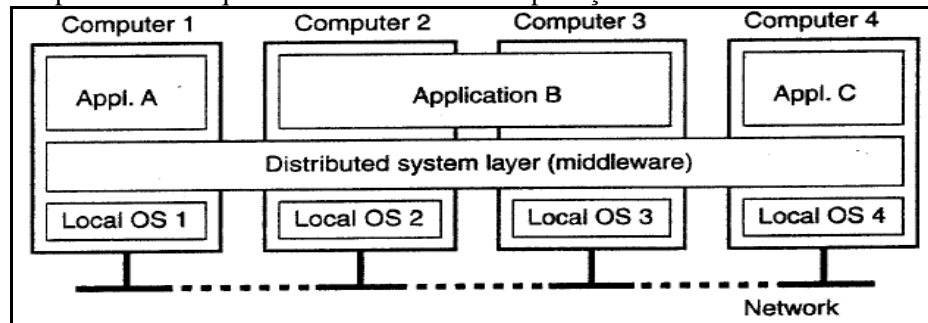 Computer 1 Computer 2 Computer 3 Computer 4
Appl. A Application B Appl. C
Distributed system layer (middleware)
Local OS 1 Local OS 2 Local OS 3 Local OS 4
Network